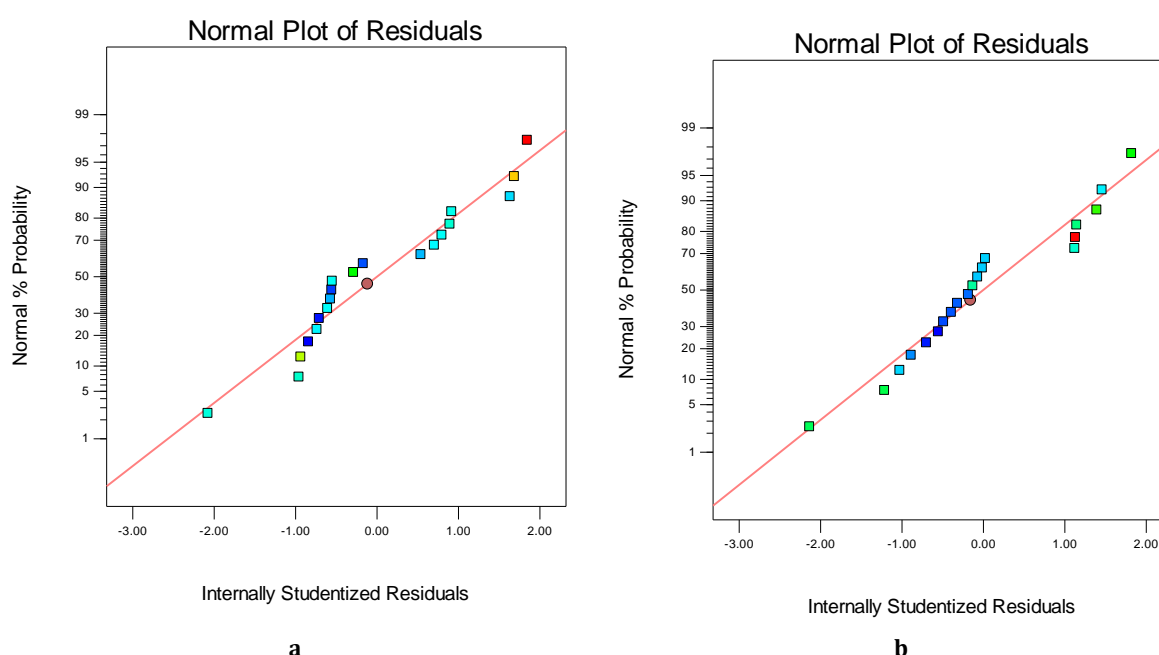 Normal Plot of Residuals
Normal % Probability
99
95
90
80
70
50
30
20
10
5
1
-3.00 -2.00 -1.00 0.00 1.00 2.00
Internally Studentized Residuals
a
Normal Plot of Residuals
Normal % Probability
99
95
90
80
70
50
30
20
10
5
1
-3.00 -2.00 -1.00 0.00 1.00 2.00
Internally Studentized Residuals
b